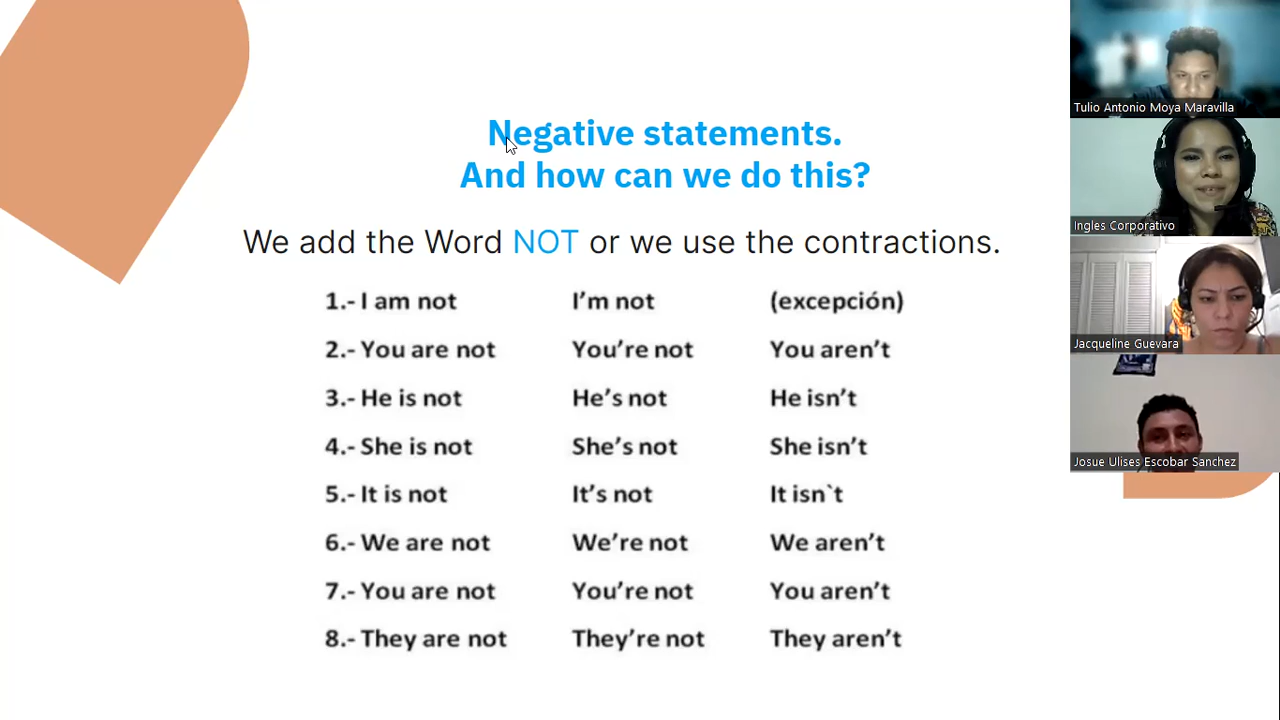 Negative statements.
And how can we do this?
We add the Word NOT or we use the contractions.
1.- I am not I'm not (excepción)
2.- You are not You're not You aren't
3.- He is not He's not He isn't
4.- She is not She's not She isn't
5.- It is not It's not It isn`t
6.- We are not We're not We aren't
7.- You are not You're not You aren't
8.- They are not They're not They aren't
Tulio Antonio Moya Maravilla
Ingles Corporativo
Jacqueline Guevara
Josue Ulises Escobar Sanchez